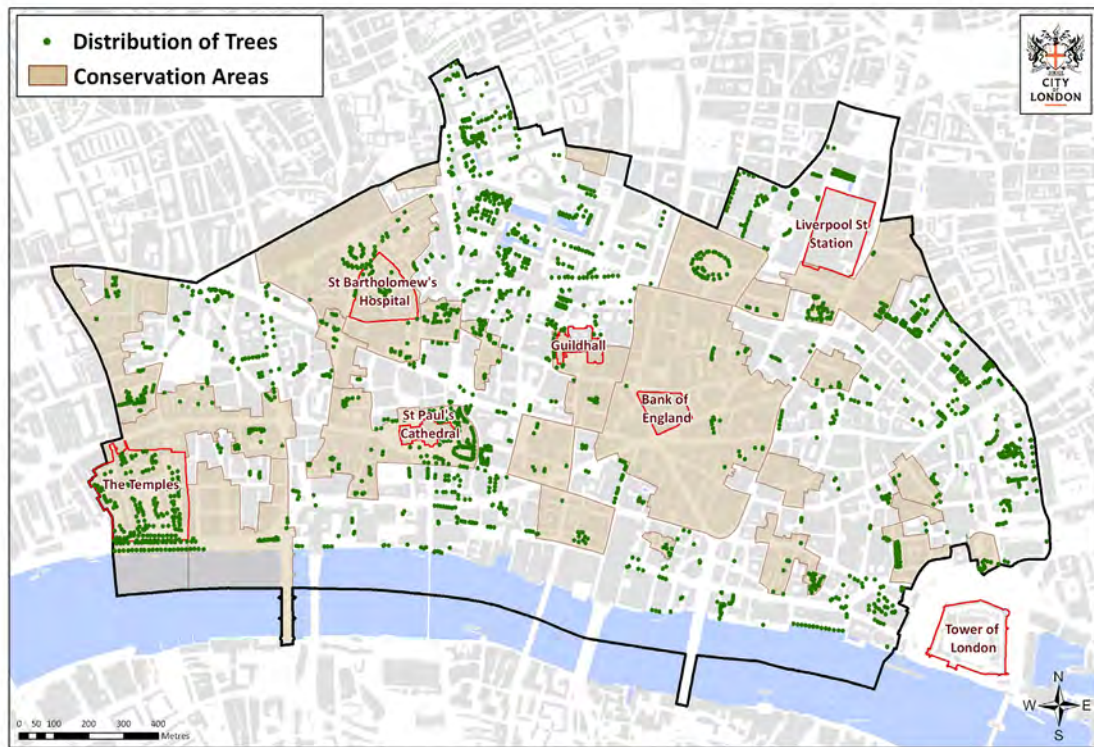 Distribution of Trees
Conservation Areas
CITY
OF
LONDON
Liverpool St
Station
St Bartholomew's
Hospital
Guildhall
Bank of
England
St Paul's
Cathedral
The Temples
Tower of
London
N
W
E
S
0 50 100 200 300 400
Metres